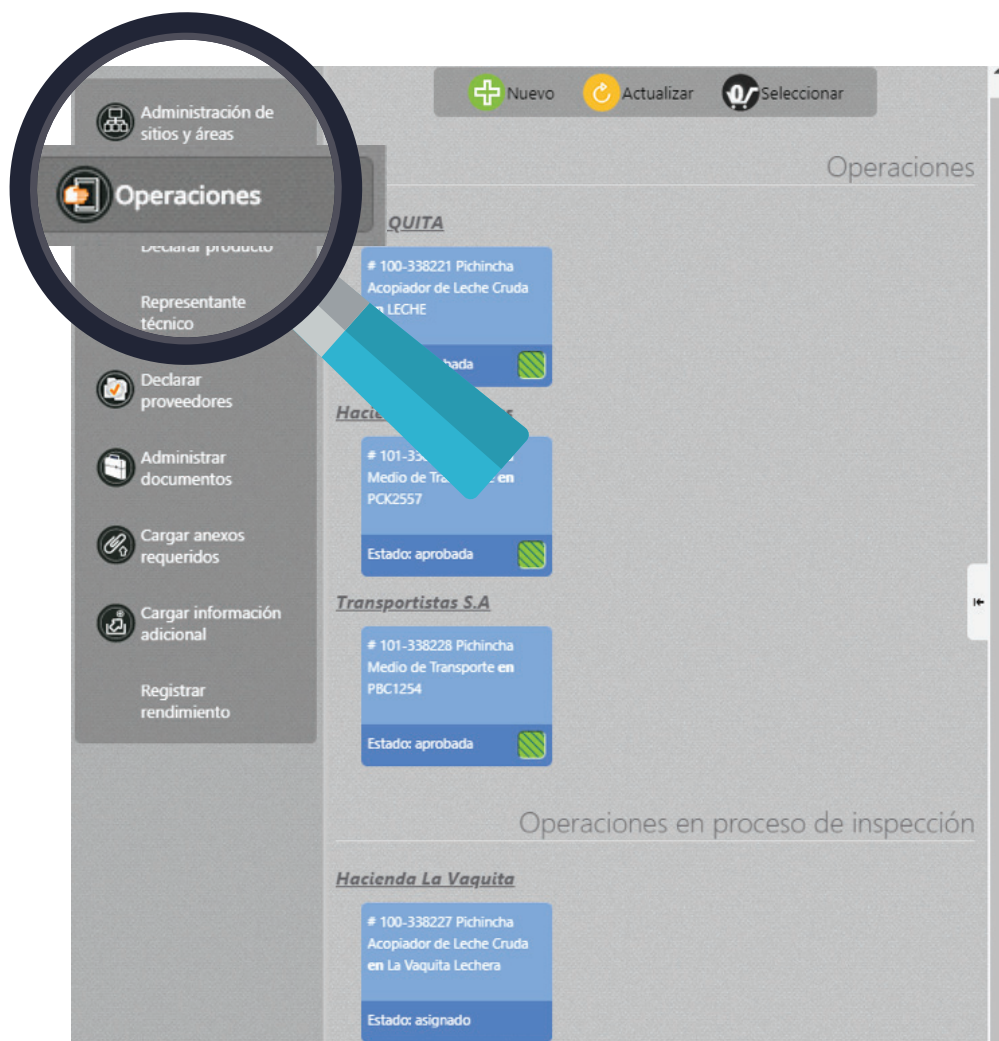 Nuevo
Actualizar
Seleccionar
Administración de
sitios y áreas
Operaciones
Declarar producto
Representante
técnico
Declarar
proveedores
Administrar
documentos
Cargar anexos
requeridos
Cargar información
adicional
Registrar
rendimiento
Operaciones
QUITA
# 100-338221 Pichincha
Acopiador de Leche Cruda
en LECHE
# 101-
Medio de en
PCK2557
Estado: aprobada
Transportistas S.A
# 101-338228 Pichincha
Medio de Transporte en
PBC1254
Estado: aprobada
Operaciones en proceso de inspección
Hacienda La Vaquita
# 100-338227 Pichincha
Acopiador de Leche Cruda
en La Vaquita Lechera
Estado: asignado